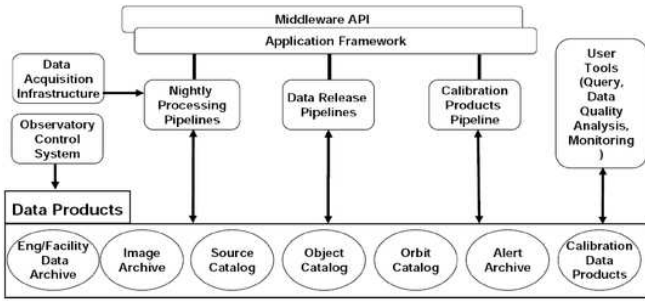 Middleware API
Application Framework
Data
Acquisition
Infrastructure
Nightly
Processing
Pipelines
Data Release
Pipelines
Calibration
Products
Pipeline
User
Tools
(Query,
Data
Quality
Analysis,
Monitoring
)
Observatory
Control
System
Data Products
Eng/Facility
Data
Archive
Image
Archive
Source
Catalog
Object
Catalog
Orbit
Catalog
Alert
Archive
Calibration
Data
Products